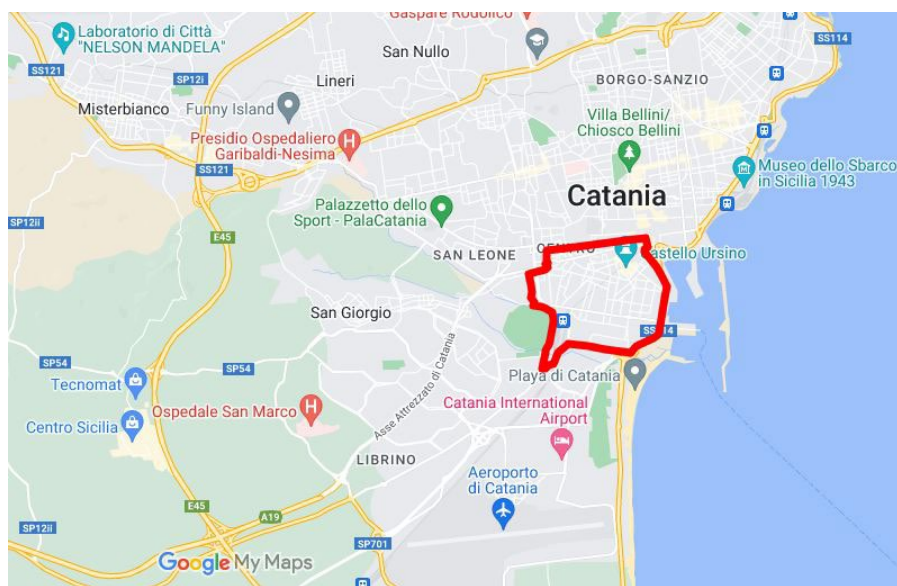 Gaspare Rodolico
Laboratorio di Città
"NELSON MANDELA"
SS114
San Nullo
SS121
SP12i
Lineri
BORGO-SANZIO
Misterbianco
Funny Island
Villa Bellini/
Chiosco Bellini
Presidio Ospedaliero
Garibaldi-Nesima
SS121
Museo dello Sbarco
in Sicilia 1943
Catania
Palazzetto dello
Sport - PalaCatania
SP12ii
E45
SAN LEONE
CENTRO
Castello Ursino
San Giorgio
SS114
SP54
SP54
Asse Attrezzato di Catania
Playa di Catania
Tecnomat
Ospedale San Marco
Catania International
Airport
Centro Sicilia
LIBRINO
Aeroporto
di Catania
E45
A19
SP12ii
SP701
Google My Maps